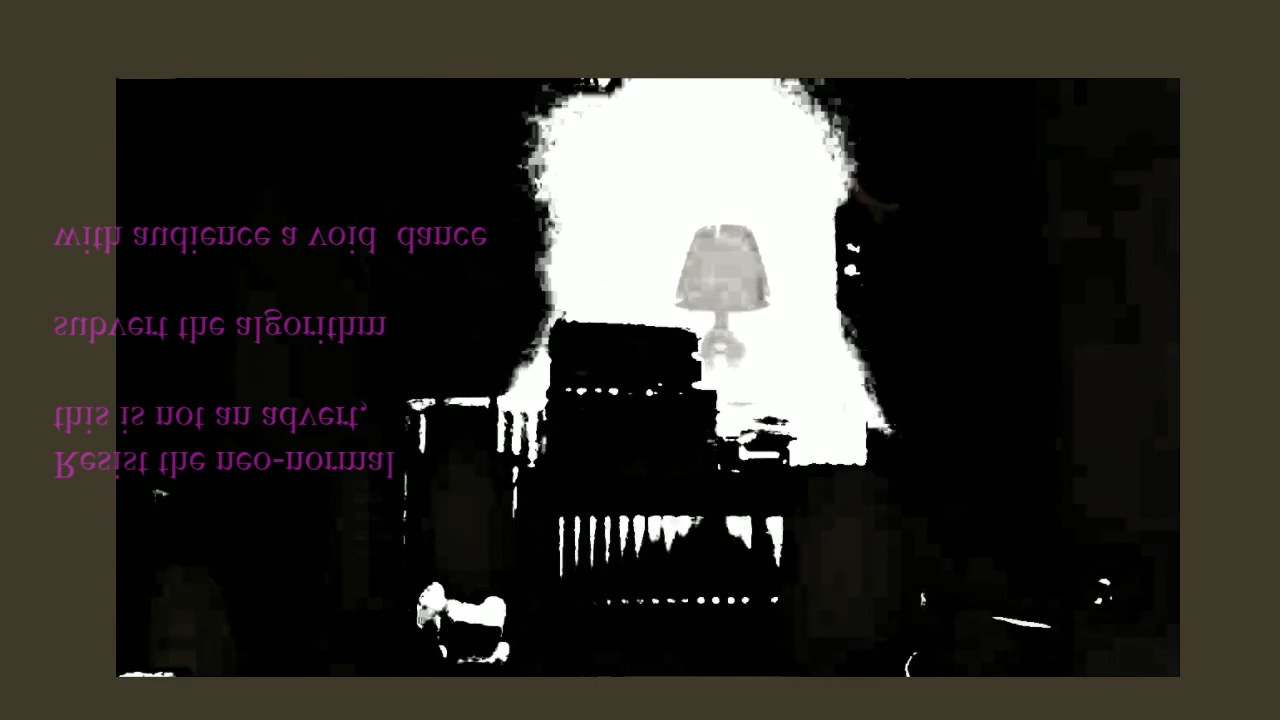 Resist the neo-normal
this is not an advert,
subvert the algorithm
with audience a void  dance